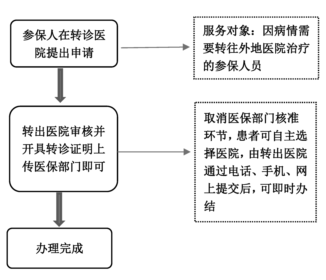 参保人在转诊医
院提出申请
服务对象：因病情需
要转往外地医院治疗
的参保人员
转出医院审核并
开具转诊证明上
传医保部门即可
取消医保部门核准
环节，患者可自主选
择医院，由转出医院
通过电话、手机、网
上提交后，可即时办
结
办理完成